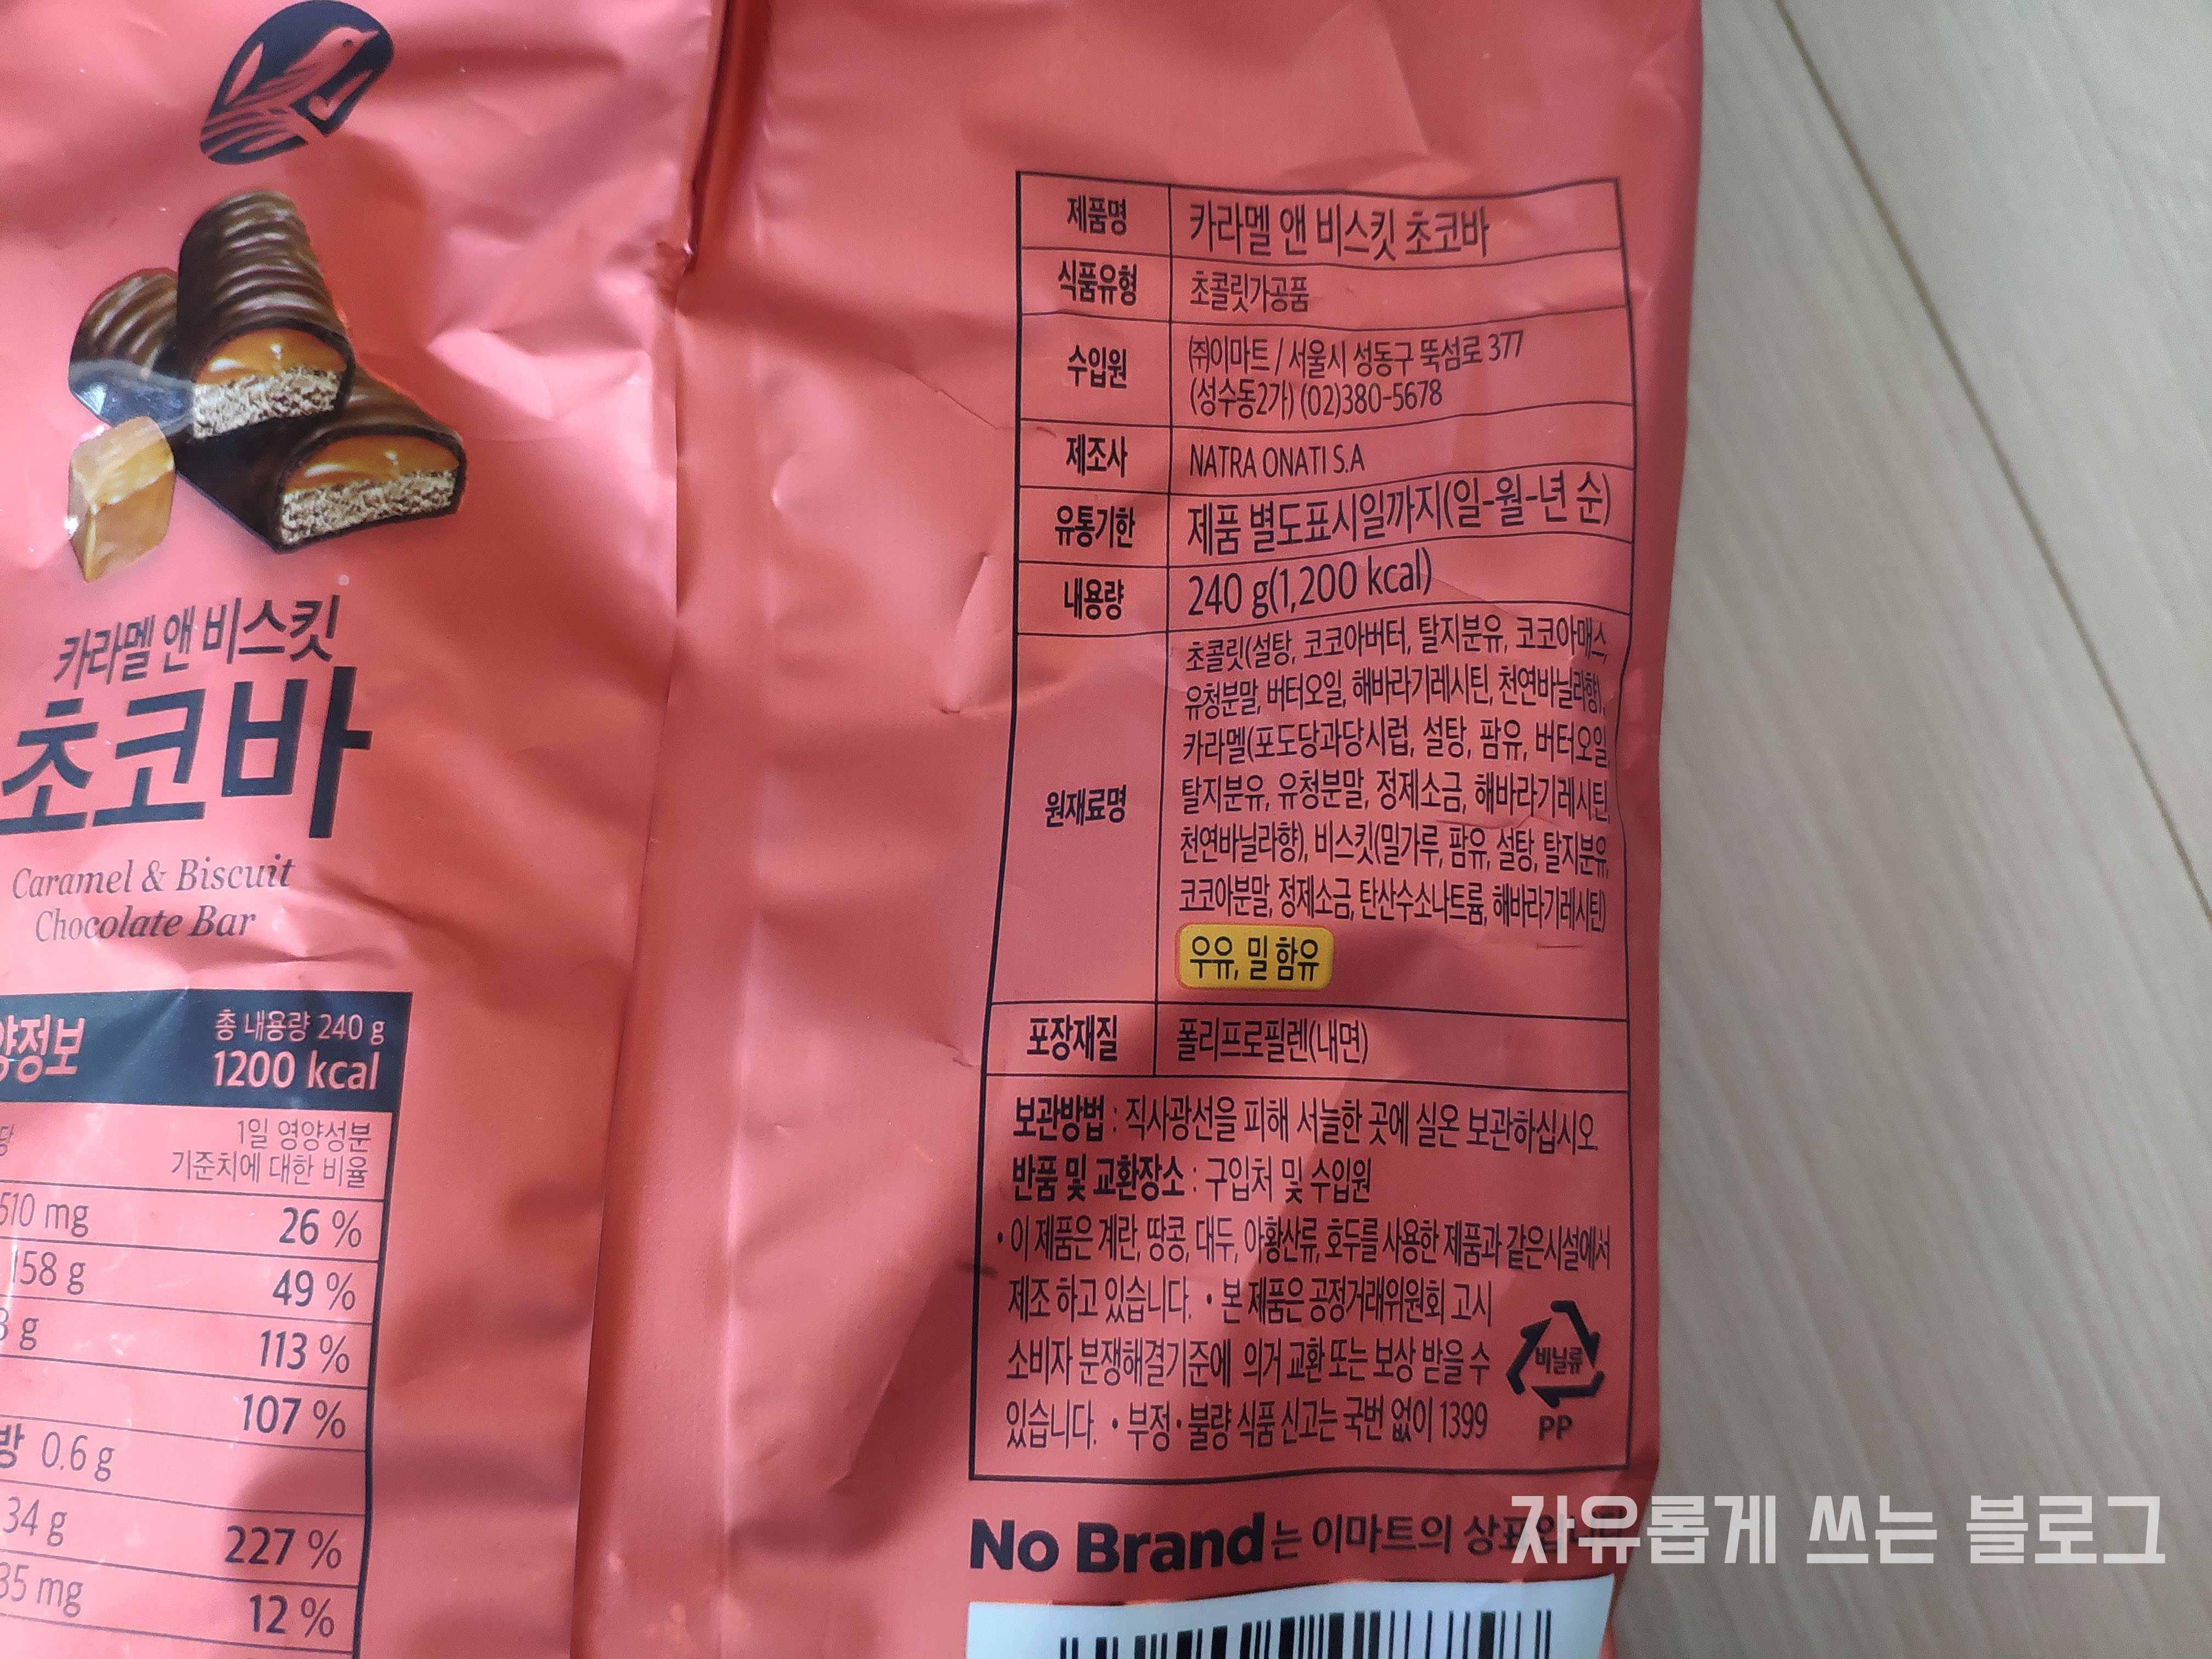 카라멜 앤 비스킷
초코바
Caramel & Biscuit
Chocolate Bar
양정보
총 내용량 240 g
1200 kcal
당
1일 영양성분
기준치에 대한 비율
510 mg 26 %
158 g 49 %
g 113 %
107 %
방 0.6 g
34 g 227 %
35 mg 12 %
제품명 카라멜 앤 비스킷 초코바
식품유형 초콜릿가공품
수입원 ㈜이마트 / 서울시 성동구 뚝섬로 377
(성수동2가) (02)380-5678
제조사 NATRA ONATI S.A
유통기한 제품 별도표시일까지(일-월-년 순)
내용량 240 g(1,200 kcal)
원재료명
초콜릿(설탕, 코코아버터, 탈지분유, 코코아매스,
유청분말, 버터오일, 해바라기레시틴, 천연바닐라향),
카라멜(포도당과당시럽, 설탕, 팜유, 버터오일
탈지분유, 유청분말, 정제소금, 해바라기레시틴,
천연바닐라향), 비스킷(밀가루, 팜유, 설탕, 탈지분유,
코코아분말, 정제소금, 탄산수소나트륨, 해바라기레시틴)
우유, 밀 함유
포장재질 폴리프로필렌(내면)
보관방법 : 직사광선을 피해 서늘한 곳에 실온 보관하십시오.
반품 및 교환장소 : 구입처 및 수입원
• 이 제품은 계란, 땅콩, 대두, 아황산류, 호두를 사용한 제품과 같은시설에서
제조 하고 있습니다. • 본 제품은 공정거래위원회 고시
소비자 분쟁해결기준에 의거 교환 또는 보상 받을 수
있습니다. • 부정·불량 식품 신고는 국번 없이 1399
비닐류
PP
No Brand는 이마트의 상표입니
자유롭게 쓰는 블로그